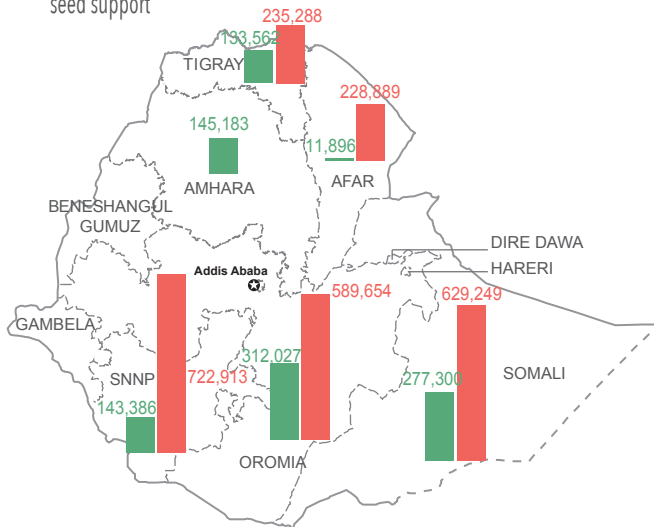 seed support
235,288
133,562
TIGRAY
228,889
145,183
11,896
AFAR
AMHARA
BENESHANGUL
GUMUZ
DIRE DAWA
Addis Ababa
HARERI
589,654
629,249
GAMBELA
312,027
SNNP
722,913
277,300
SOMALI
143,386
OROMIA